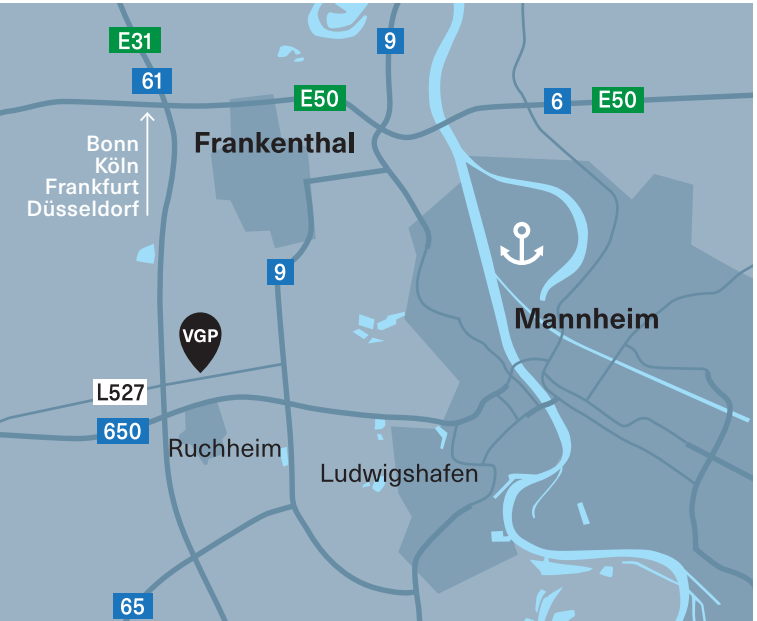 E31
9
61
E50
6
E50
Frankenthal
Bonn
Köln
Frankfurt
Düsseldorf
9
Mannheim
VGP
L527
650
Ruchheim
Ludwigshafen
65